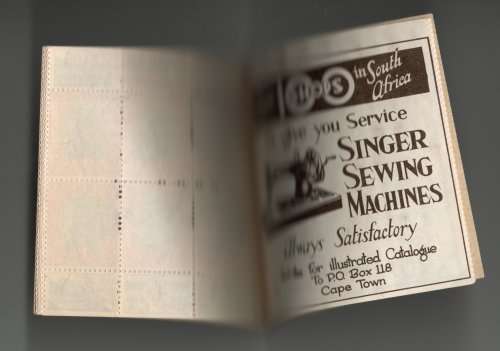 in South
Africa
give you Service
SINGER
SEWING
MACHINES
Always Satisfactory
for illustrated Catalogue
To P.O. Box 118
Cape Town